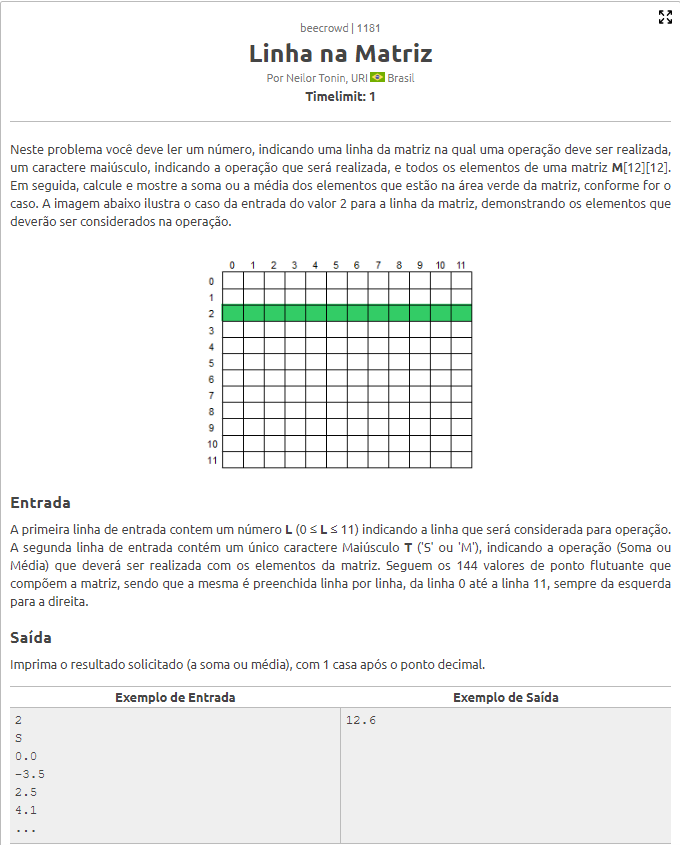 beecrowd | 1181
Linha na Matriz
Por Neilor Tonin, URI Brasil
Timelimit: 1
Neste problema você deve ler um número, indicando uma linha da matriz na qual uma operação deve ser realizada,
um caractere maiúsculo, indicando a operação que será realizada, e todos os elementos de uma matriz M[12][12].
Em seguida, calcule e mostre a soma ou a média dos elementos que estão na área verde da matriz, conforme for o
caso. A imagem abaixo ilustra o caso da entrada do valor 2 para a linha da matriz, demonstrando os elementos que
deverão ser considerados na operação.
0 1 2 3 4 5 6 7 8 9 10 11
0
1
2
3
4
5
6
7
8
9
10
11
Entrada
A primeira linha de entrada contem um número L (0 ≤ L ≤ 11) indicando a linha que será considerada para operação.
A segunda linha de entrada contém um único caractere Maiúsculo T ('S' ou 'M'), indicando a operação (Soma ou
Média) que deverá ser realizada com os elementos da matriz. Seguem os 144 valores de ponto flutuante que
compõem a matriz, sendo que a mesma é preenchida linha por linha, da linha 0 até a linha 11, sempre da esquerda
para a direita.
Saída
Imprima o resultado solicitado (a soma ou média), com 1 casa após o ponto decimal.
Exemplo de Entrada Exemplo de Saída
2 12.6
S
0.0
-3.5
2.5
4.1
...